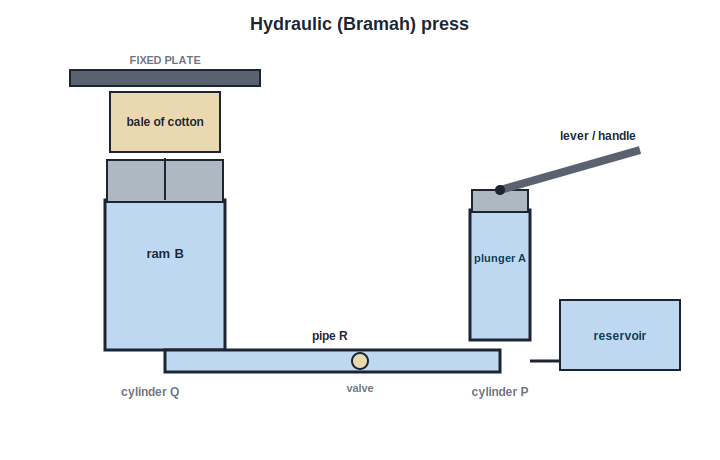 Hydraulic (Bramah) press
FIXED PLATE
bale of cotton
lever / handle
ram B
plunger A
pipe R
reservoir
valve
cylinder Q
cylinder P